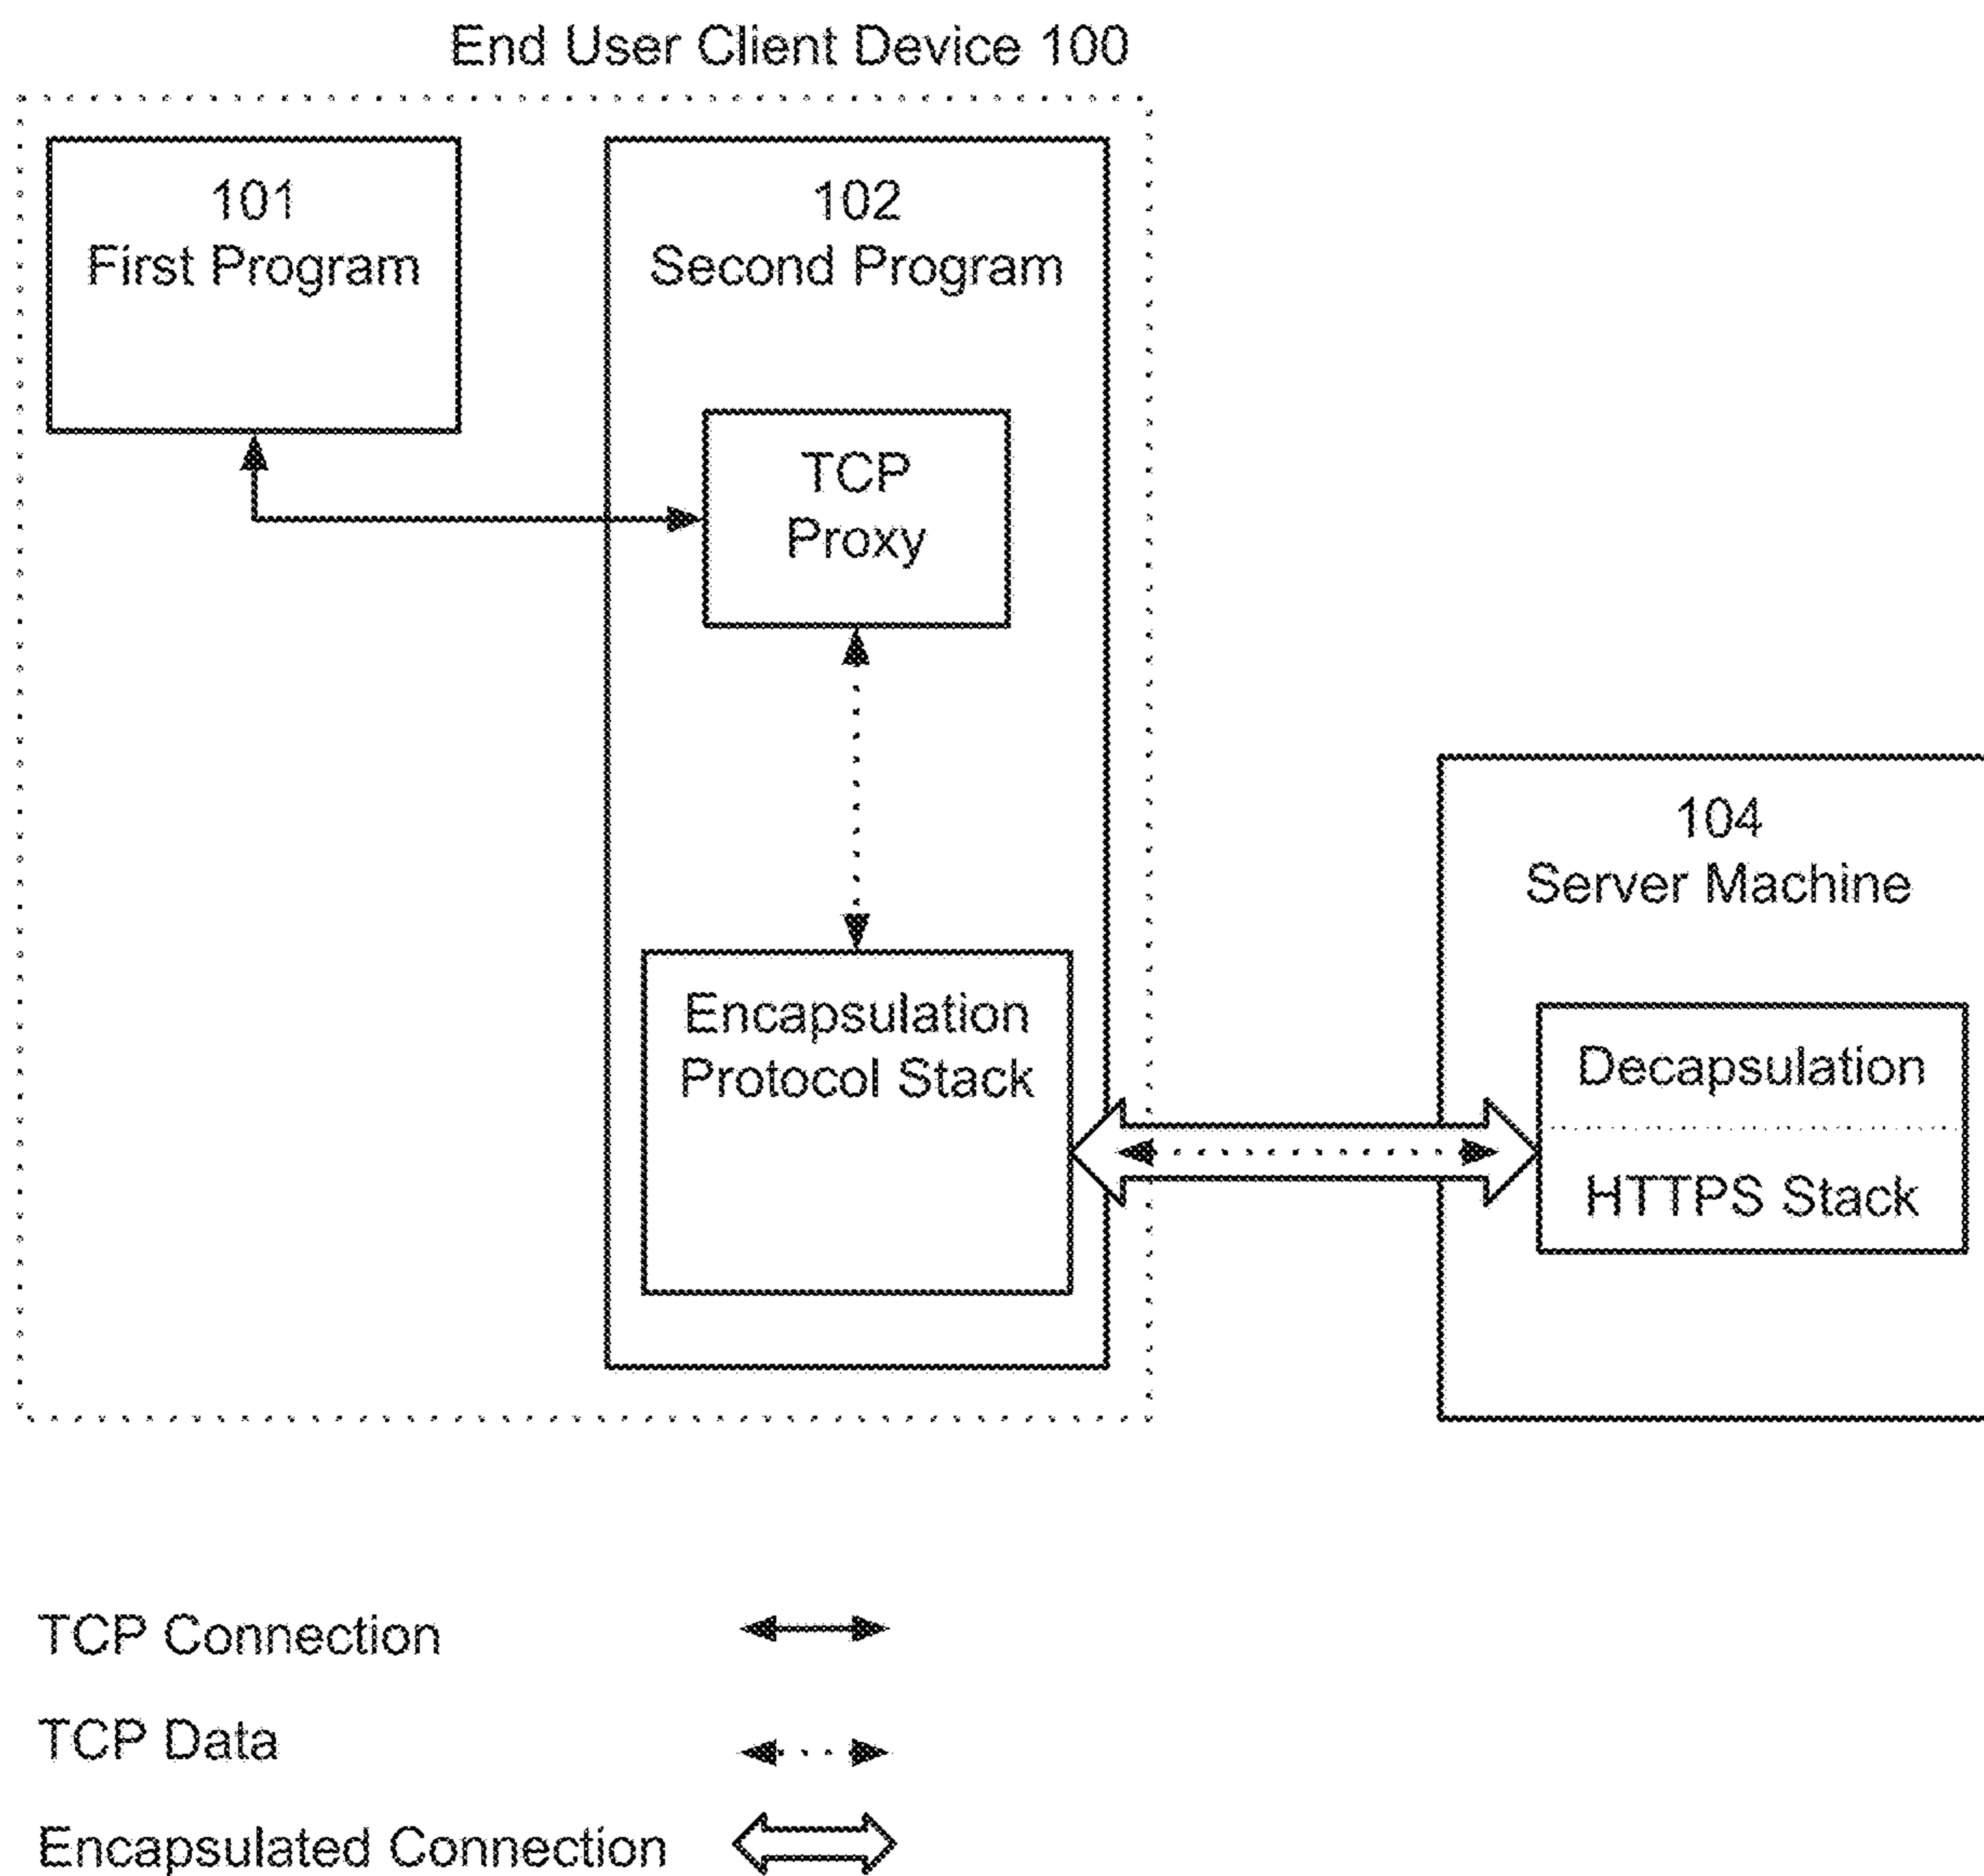 End User Client Device 100
101
First Program
102
Second Program
TCP
Proxy
104
Server Machine
Encapsulation
Protocol Stack
Decapsulation
HTTPS Stack
TCP Connection
TCP Data
Encapsulated Connection